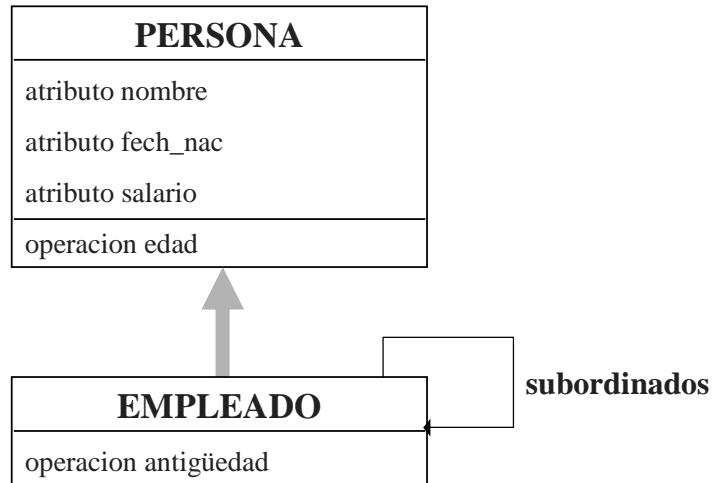 PERSONA
atributo nombre
atributo fech_nac
atributo salario
operacion edad
EMPLEADO
subordinados
operacion antigüedad